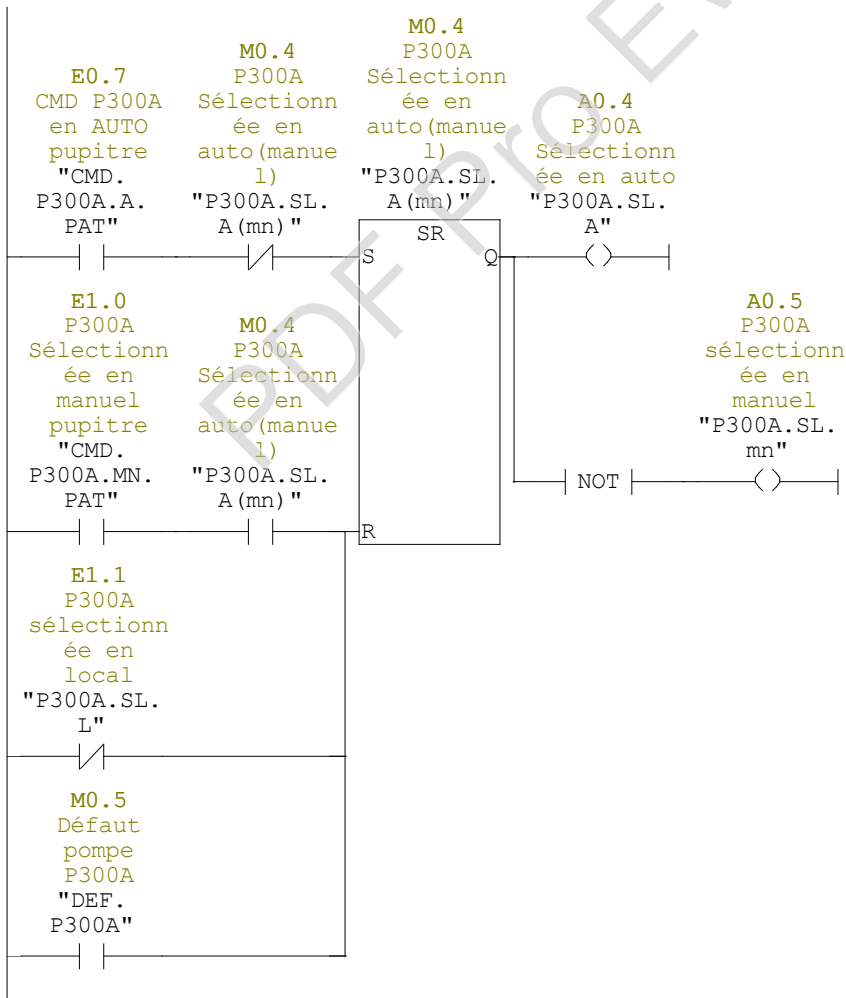 E0.7
CMD P300A
en AUTO
pupitre
"CMD.
P300A.A.
PAT"
M0.4
P300A
Sélectionn
ée en
auto(manue
l)
"P300A.SL.
A(mn)"
M0.4
P300A
Sélectionn
ée en
auto(manue
l)
"P300A.SL.
A(mn)"
SR
S
Q
A0.4
P300A
Sélectionn
ée en auto
"P300A.SL.
A"
E1.0
P300A
Sélectionn
ée en
manuel
pupitre
"CMD.
P300A.MN.
PAT"
M0.4
P300A
Sélectionn
ée en
auto(manue
l)
"P300A.SL.
A(mn)"
R
A0.5
P300A
sélectionn
ée en
manuel
"P300A.SL.
mn"
NOT
E1.1
P300A
sélectionn
ée en
local
"P300A.SL.
L"
M0.5
Défaut
pompe
P300A
"DEF.
P300A"
PDF Pro Ev